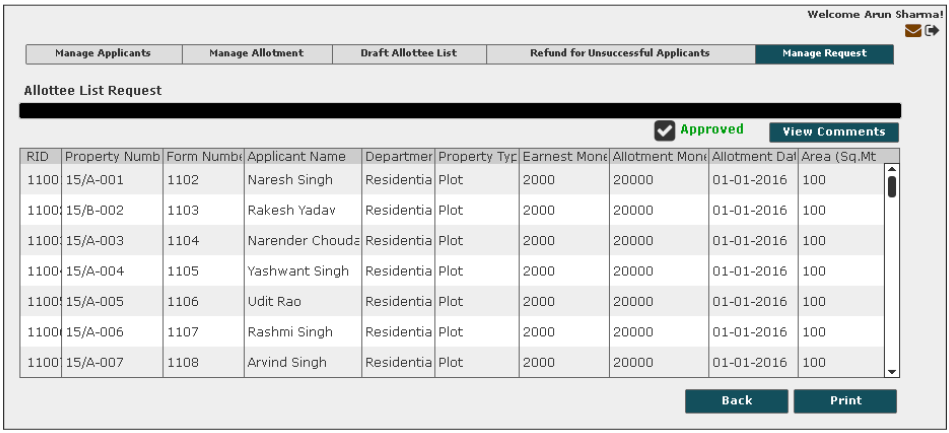 Welcome Arun Sharma!
Manage Applicants Manage Allotment Draft Allottee List Refund for Unsuccessful Applicants Manage Request
Allottee List Request
Approved View Comments
RID Property Numb Form Numbe Applicant Name Departmer Property Typ Earnest Mone Allotment Mone Allotment Dat Area (Sq.Mt
1100 15/A-001 1102 Naresh Singh Residentia Plot 2000 20000 01-01-2016 100
1100 15/B-002 1103 Rakesh Yadav Residentia Plot 2000 20000 01-01-2016 100
1100 15/A-003 1104 Narender Chouda Residentia Plot 2000 20000 01-01-2016 100
1100 15/A-004 1105 Yashwant Singh Residentia Plot 2000 20000 01-01-2016 100
1100 15/A-005 1106 Udit Rao Residentia Plot 2000 20000 01-01-2016 100
1100 15/A-006 1107 Rashmi Singh Residentia Plot 2000 20000 01-01-2016 100
1100 15/A-007 1108 Arvind Singh Residentia Plot 2000 20000 01-01-2016 100
Back Print